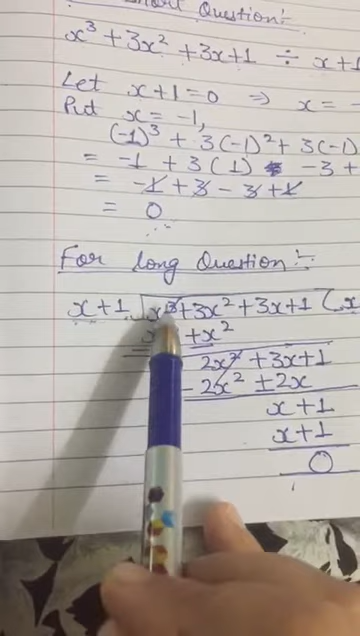 Short Question:-
x³ + 3x² + 3x + 1 ÷ x + 1
Let x + 1 = 0 ⇒ x = -
Put x = -1,
(-1)³ + 3(-1)² + 3(-1)
= -1 + 3(1) -3 +
= -1 + 3 - 3 + 1
= 0
For long Question:-
x + 1 ) x³ + 3x² + 3x + 1 ( x
+ x²
2x² + 3x + 1
- 2x² ± 2x
x + 1
x + 1
0